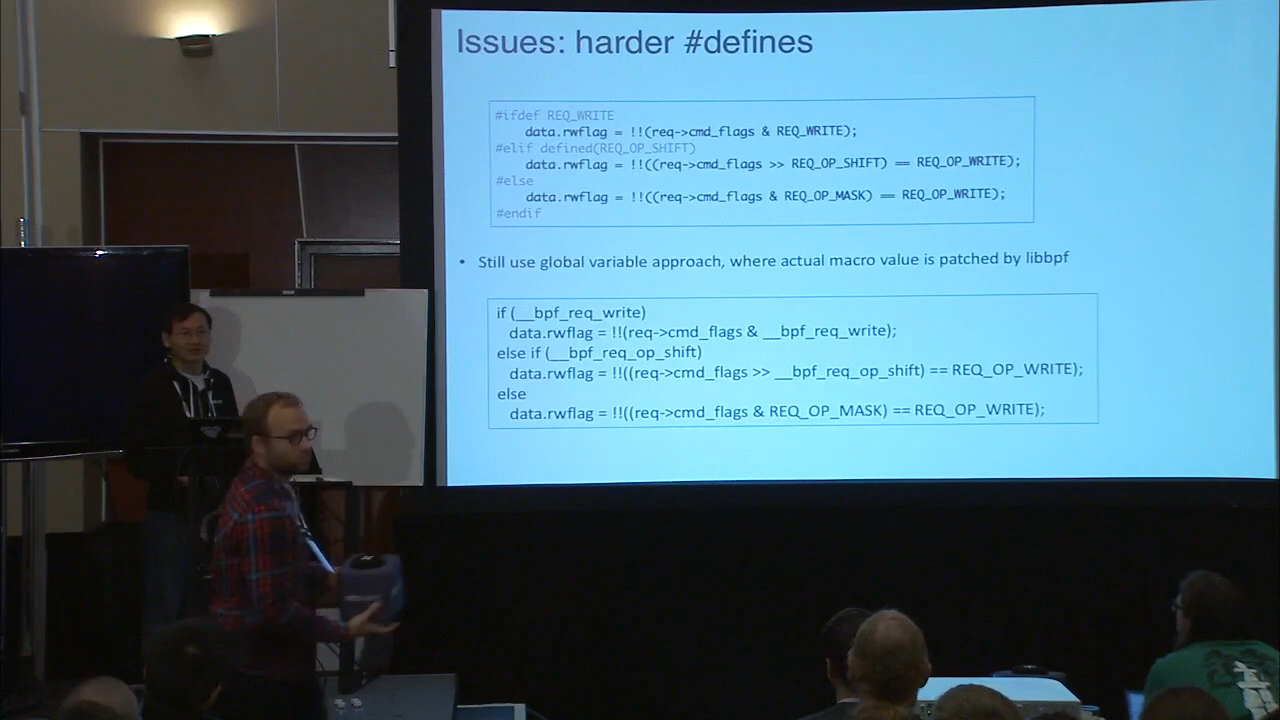 Issues: harder #defines
#ifdef REQ_WRITE
data.rwflag = !!(req->cmd_flags & REQ_WRITE);
#elif defined(REQ_OP_SHIFT)
data.rwflag = !!((req->cmd_flags >> REQ_OP_SHIFT) == REQ_OP_WRITE);
#else
data.rwflag = !!((req->cmd_flags & REQ_OP_MASK) == REQ_OP_WRITE);
#endif
• Still use global variable approach, where actual macro value is patched by libbpf
if (__bpf_req_write)
data.rwflag = !!(req->cmd_flags & __bpf_req_write);
else if (__bpf_req_op_shift)
data.rwflag = !!((req->cmd_flags >> __bpf_req_op_shift) == REQ_OP_WRITE);
else
data.rwflag = !!((req->cmd_flags & REQ_OP_MASK) == REQ_OP_WRITE);